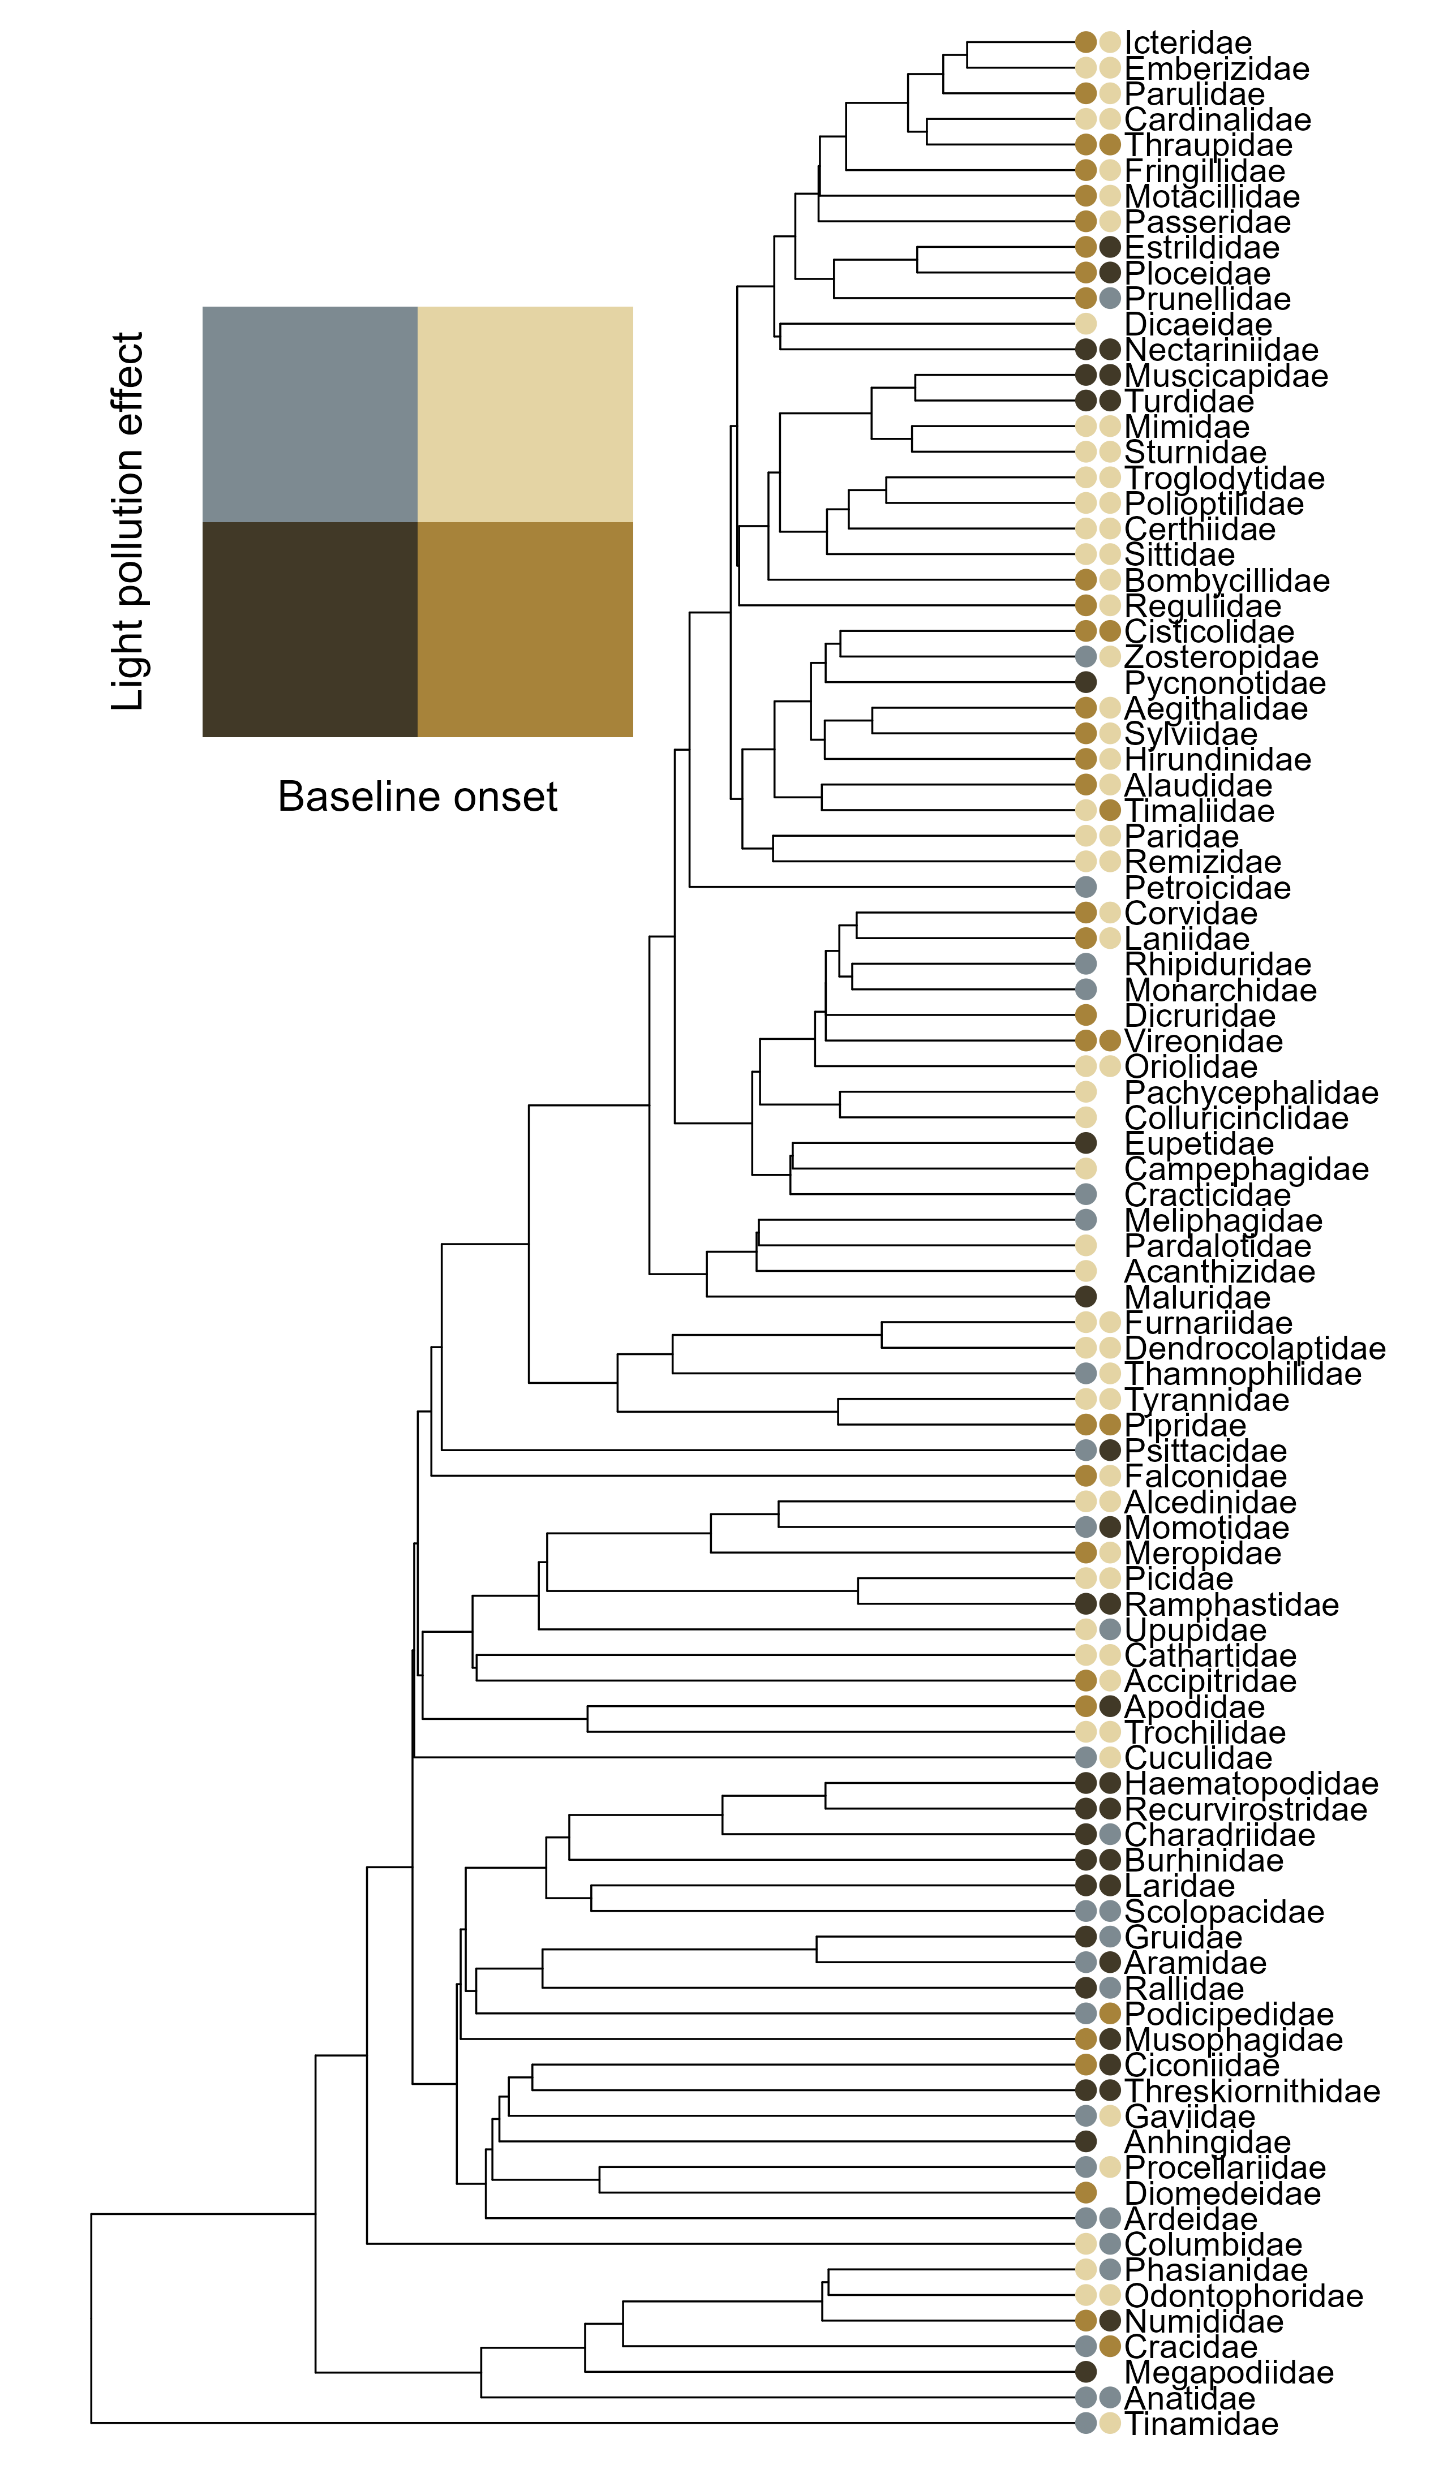 Icteridae
Emberizidae
Parulidae
Cardinalidae
Thraupidae
Fringillidae
Motacillidae
Passeridae
Estrildidae
Ploceidae
Prunellidae
Dicaeidae
Nectariniidae
Muscicapidae
Turdidae
Mimidae
Sturnidae
Troglodytidae
Polioptilidae
Certhiidae
Sittidae
Bombycillidae
Reguliidae
Cisticolidae
Zosteropidae
Pycnonotidae
Aegithalidae
Sylviidae
Hirundinidae
Alaudidae
Timaliidae
Paridae
Remizidae
Petroicidae
Corvidae
Laniidae
Rhipiduridae
Monarchidae
Dicruridae
Vireonidae
Oriolidae
Pachycephalidae
Colluricinclidae
Eupetidae
Campephagidae
Cracticidae
Meliphagidae
Pardalotidae
Acanthizidae
Maluridae
Furnariidae
Dendrocolaptidae
Thamnophilidae
Tyrannidae
Pipridae
Psittacidae
Falconidae
Alcedinidae
Momotidae
Meropidae
Picidae
Ramphastidae
Upupidae
Cathartidae
Accipitridae
Apodidae
Trochilidae
Cuculidae
Haematopodidae
Recurvirostridae
Charadriidae
Burhinidae
Laridae
Scolopacidae
Gruidae
Aramidae
Rallidae
Podicipedidae
Musophagidae
Ciconiidae
Threskiornithidae
Gaviidae
Anhingidae
Procellariidae
Diomedeidae
Ardeidae
Columbidae
Phasianidae
Odontophoridae
Numididae
Cracidae
Megapodiidae
Anatidae
Tinamidae
Light pollution effect
Baseline onset